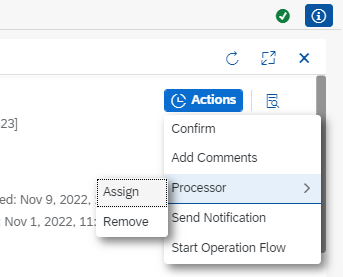 Actions
23]
Confirm
Add Comments
Assign
Processor
ed: Nov 9, 2022,
Remove
Send Notification
: Nov 1, 2022, 11:
Start Operation Flow